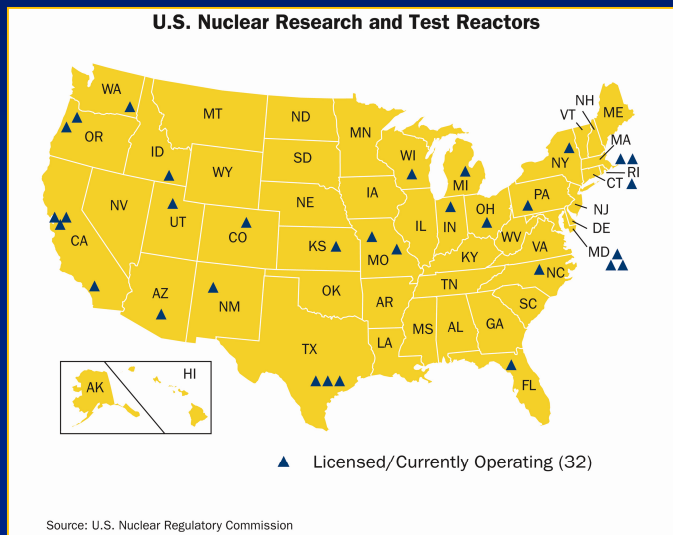 U.S. Nuclear Research and Test Reactors
WA
MT
ND
MN
VT
NH
ME
OR
ID
WY
SD
WI
MI
NY
MA
RI
CT
NV
UT
CO
NE
IA
IL
IN
OH
PA
NJ
DE
MD
CA
KS
MO
KY
WV
VA
NC
AZ
NM
OK
AR
TN
SC
TX
LA
MS
AL
GA
FL
AK
HI
Licensed/Currently Operating (32)
Source: U.S. Nuclear Regulatory Commission